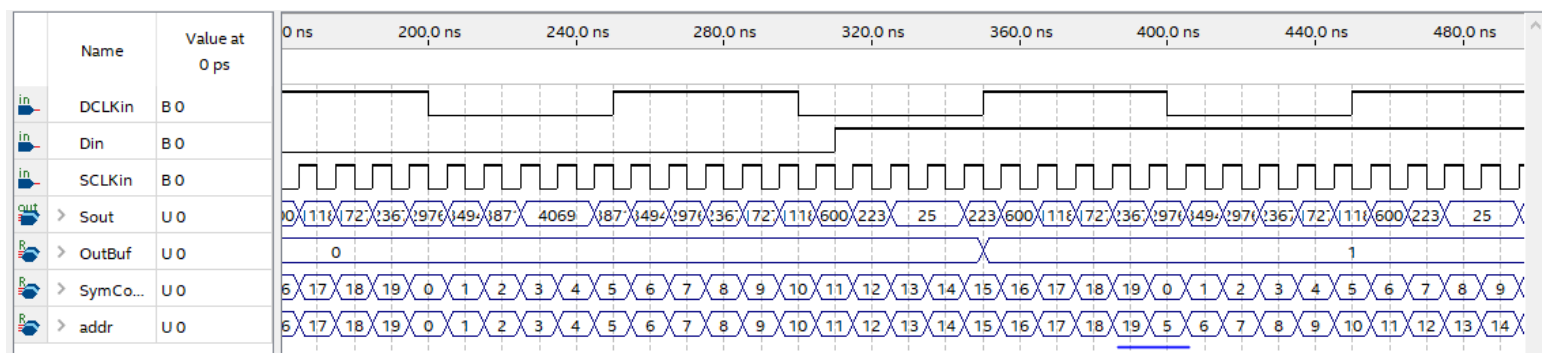 0 ns 200.0 ns 240.0 ns 280.0 ns 320.0 ns 360.0 ns 400.0 ns 440.0 ns 480.0 ns
Name Value at
0 ps
in DCLKin B 0
in Din B 0
in SCLKin B 0
out > Sout U 0 4069 600 223 25 223 600 600 223 25
R > OutBuf U 0 0 1
R > SymCo... U 0 6 17 18 19 0 1 2 3 4 5 6 7 8 9 10 11 12 13 14 15 16 17 18 19 0 1 2 3 4 5 6 7 8 9
R > addr U 0 6 17 18 19 0 1 2 3 4 5 6 7 8 9 10 11 12 13 14 15 16 17 18 19 5 6 7 8 9 10 11 12 13 14